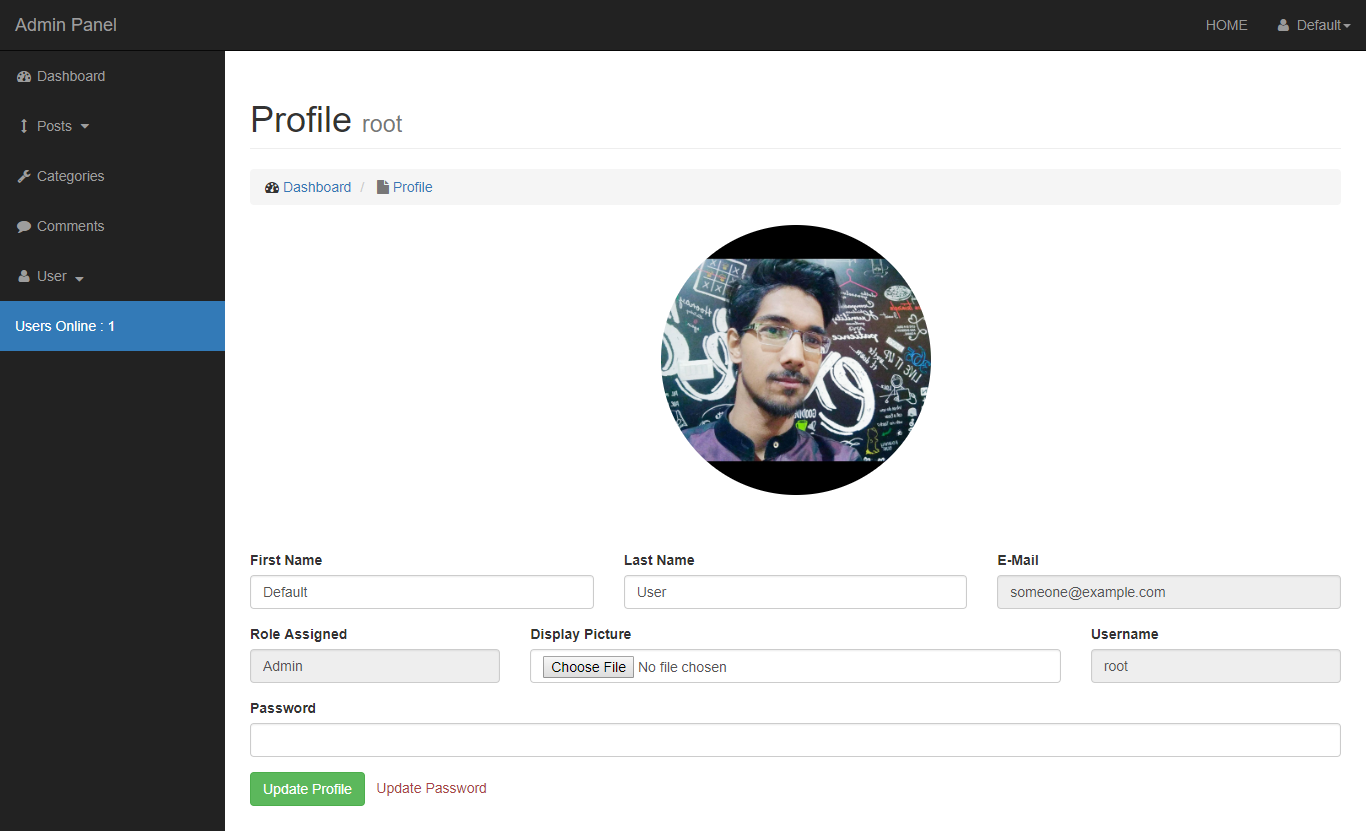 Admin Panel
HOME
Default
Dashboard
Posts
Categories
Comments
User
Users Online : 1
Profile root
Dashboard / Profile
First Name
Last Name
E-Mail
Default
User
someone@example.com
Role Assigned
Display Picture
Username
Admin
Choose File No file chosen
root
Password
Update Profile
Update Password